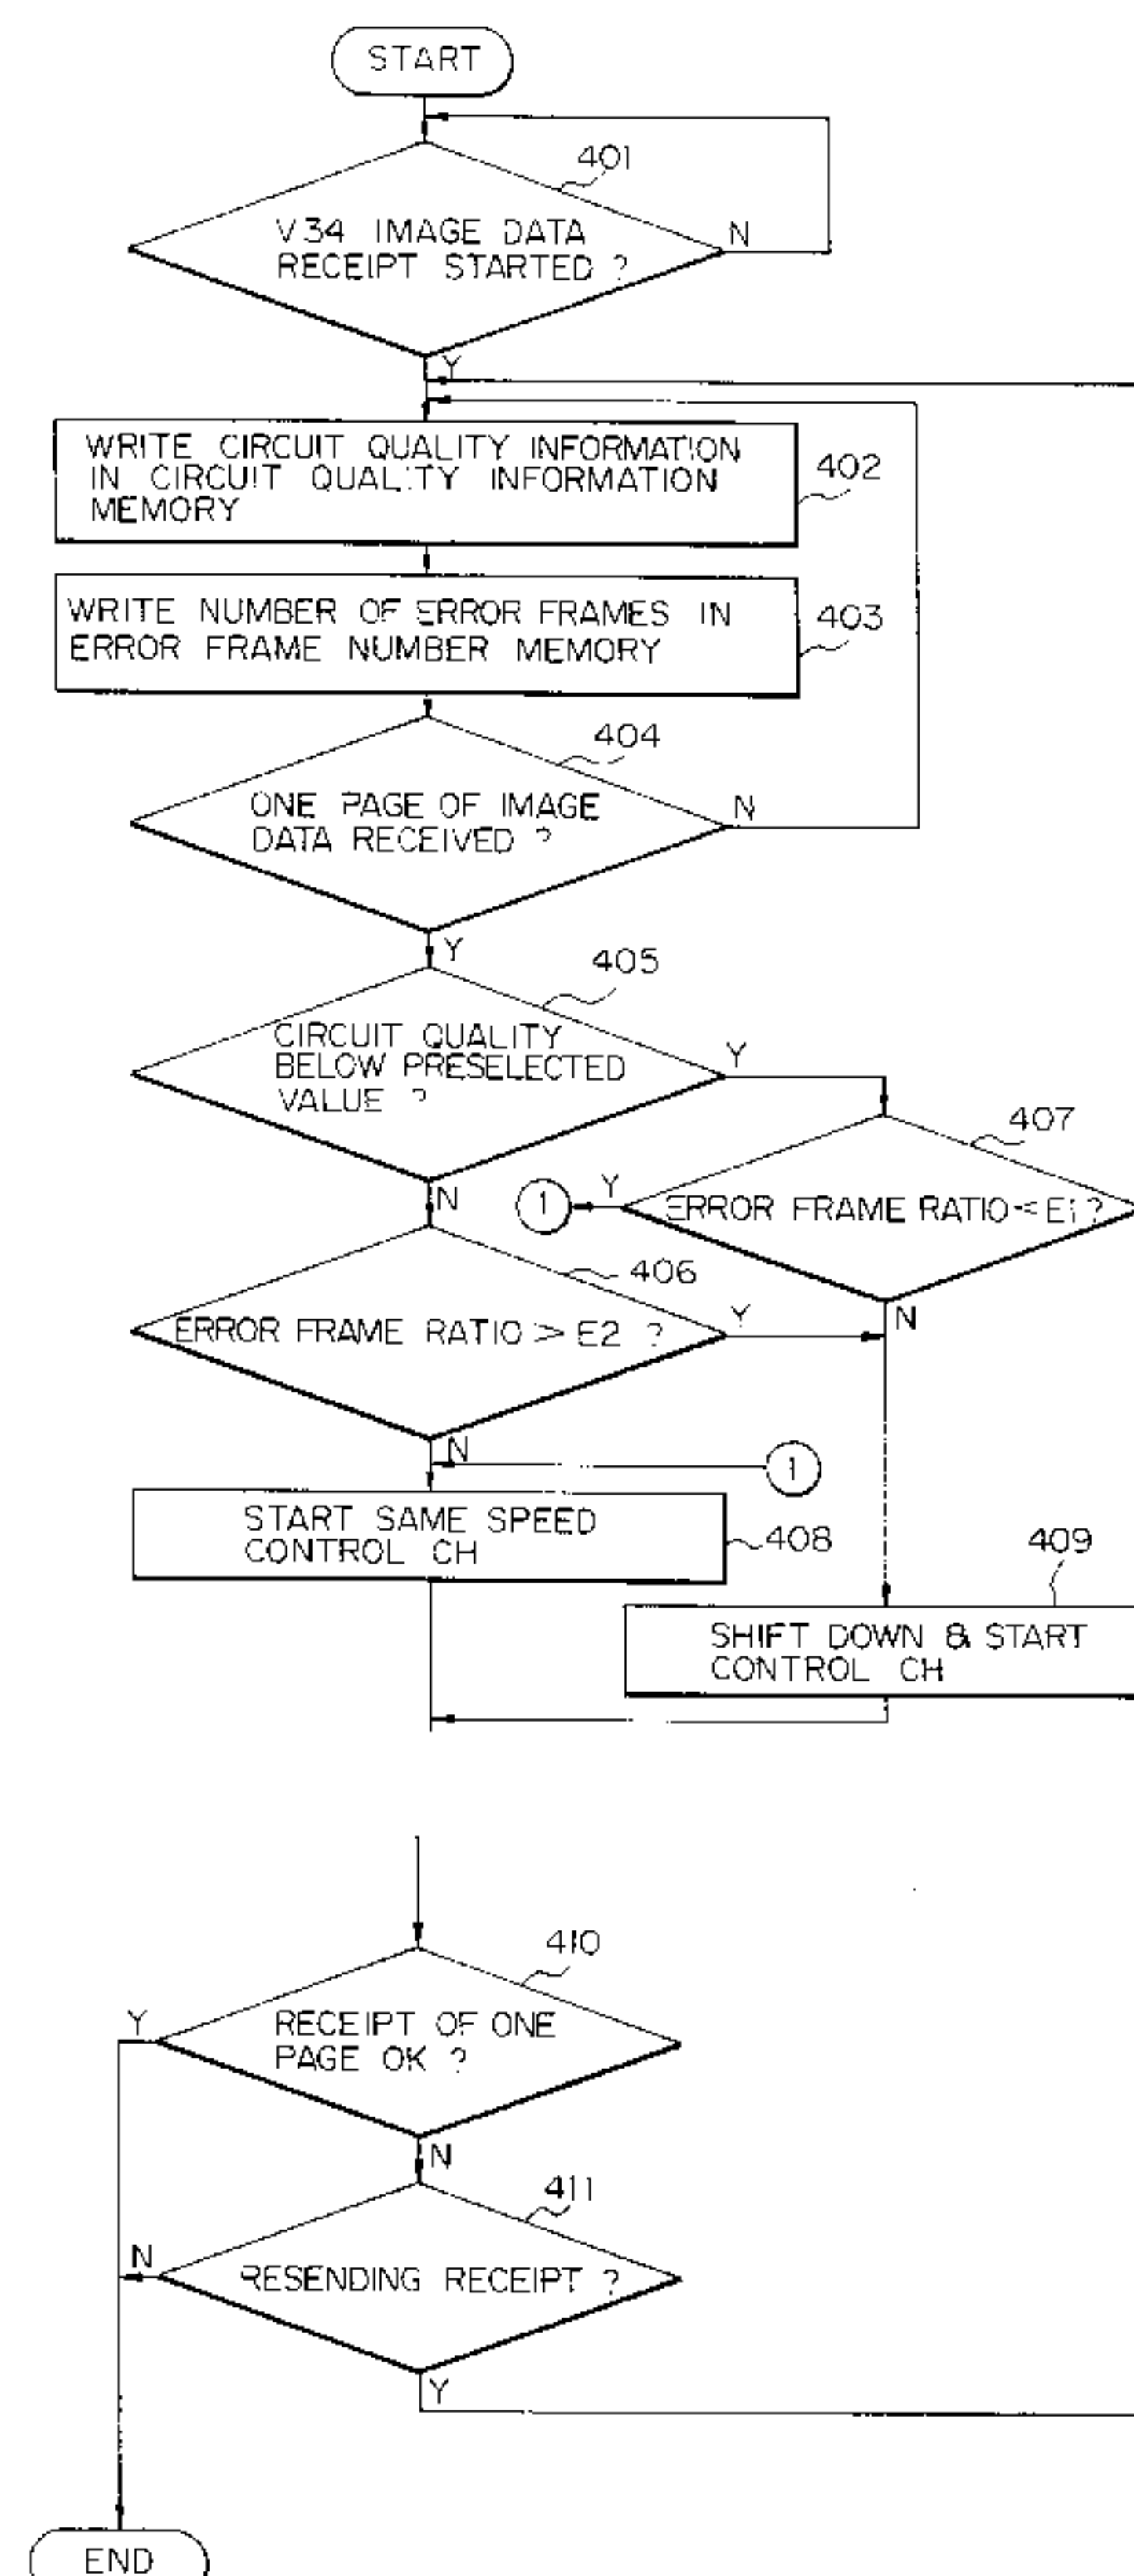 START
401
V34 IMAGE DATA
RECEIPT STARTED ?
N
Y
WRITE CIRCUIT QUALITY INFORMATION
IN CIRCUIT QUALITY INFORMATION
MEMORY
402
WRITE NUMBER OF ERROR FRAMES IN
ERROR FRAME NUMBER MEMORY
403
404
ONE PAGE OF IMAGE
DATA RECEIVED ?
N
Y
405
CIRCUIT QUALITY
BELOW PRESELECTED
VALUE ?
Y
N
407
ERROR FRAME RATIO < E1 ?
Y
1
N
406
ERROR FRAME RATIO > E2 ?
Y
N
1
START SAME SPEED
CONTROL CH
408
409
SHIFT DOWN & START
CONTROL CH
410
RECEIPT OF ONE
PAGE OK ?
Y
N
411
RESENDING RECEIPT ?
N
Y
END